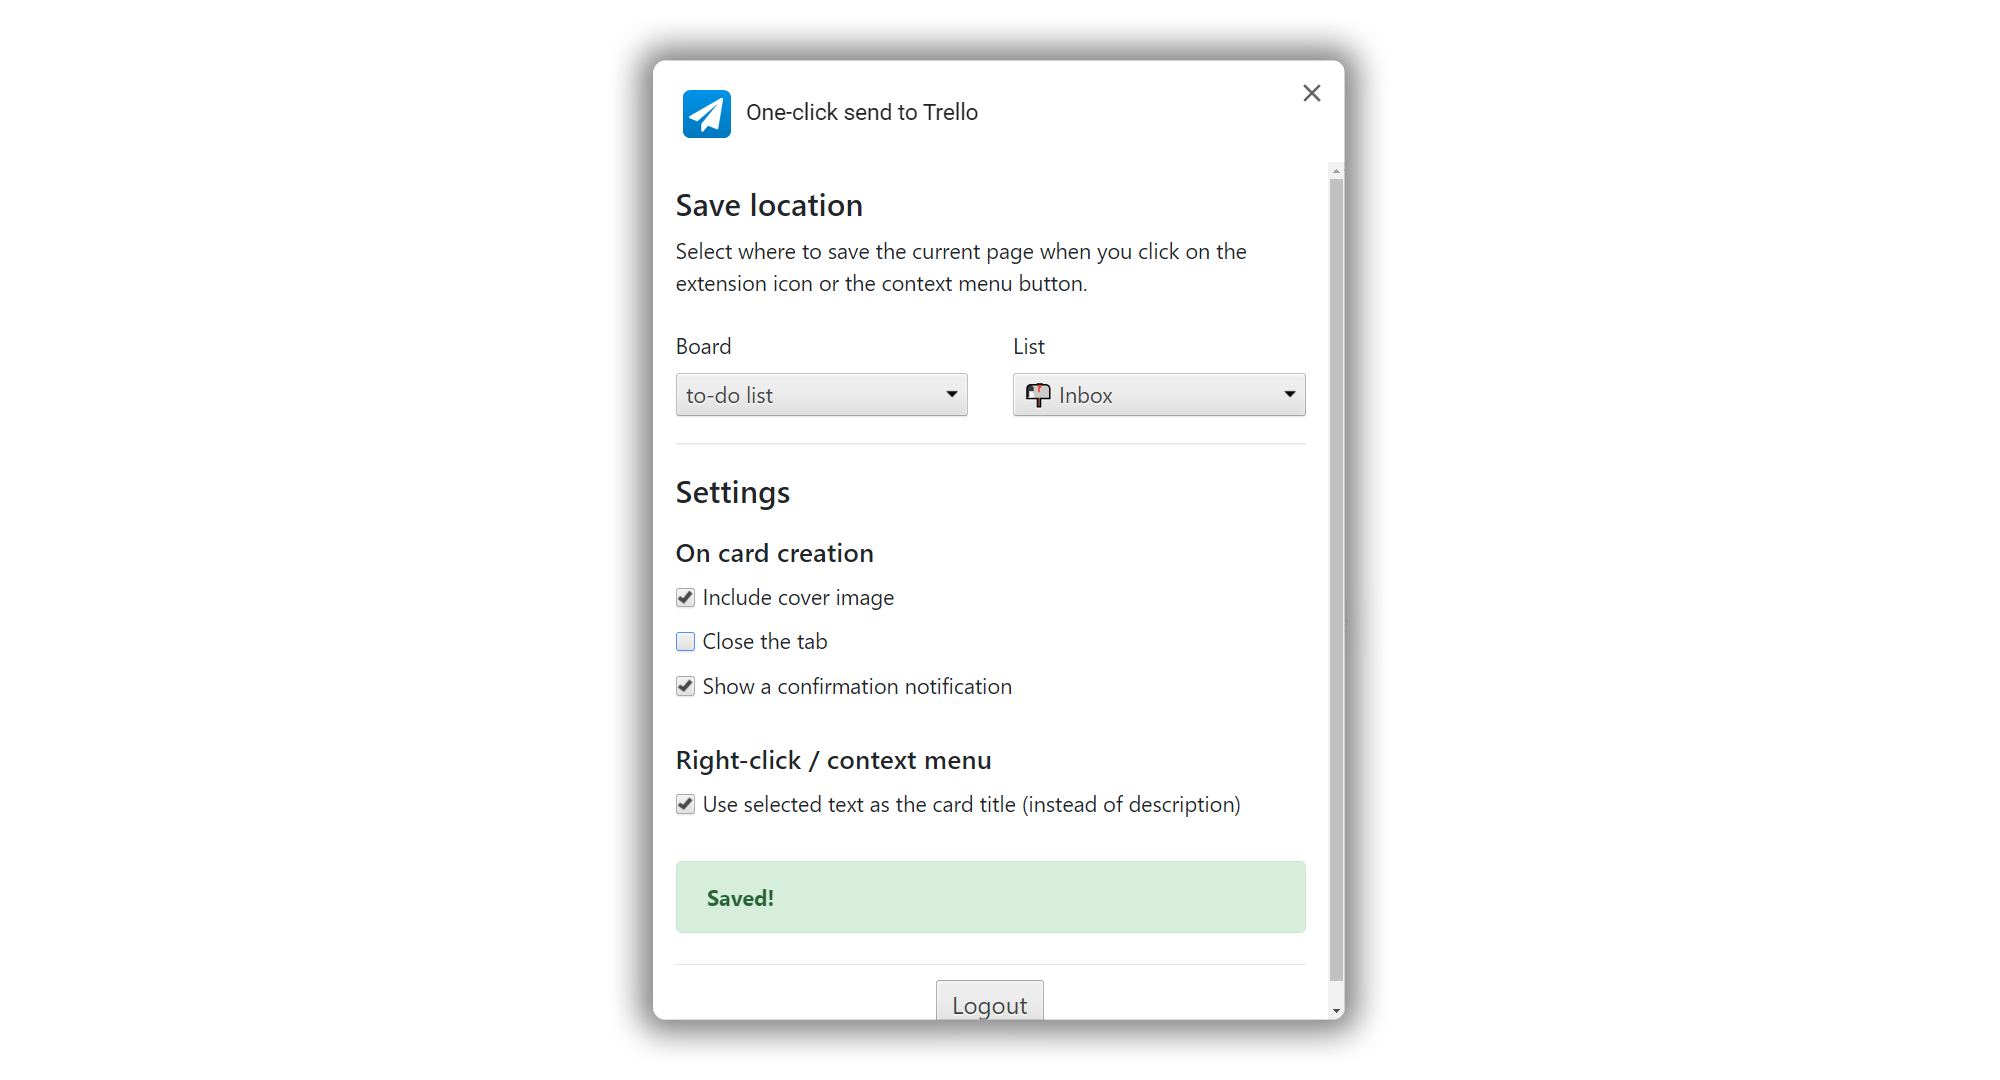 One-click send to Trello
Save location
Select where to save the current page when you click on the
extension icon or the context menu button.
Board
List
to-do list
Inbox
Settings
On card creation
Include cover image
Close the tab
Show a confirmation notification
Right-click / context menu
Use selected text as the card title (instead of description)
Saved!
Logout